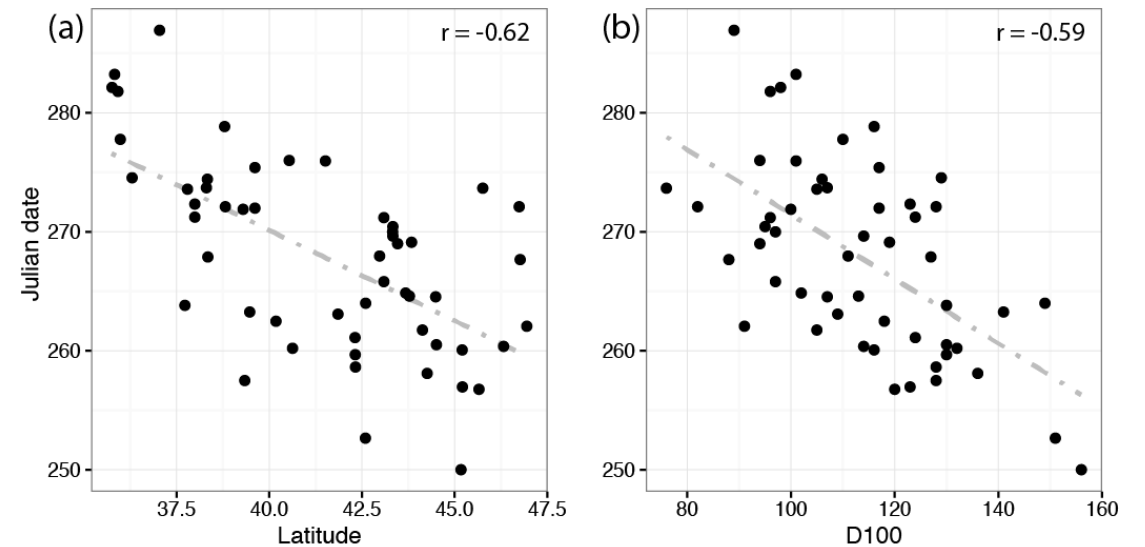 (a)
r = -0.62
Julian date
280
270
260
250
37.5 40.0 42.5 45.0 47.5
Latitude
(b)
r = -0.59
280
270
260
250
80 100 120 140 160
D100